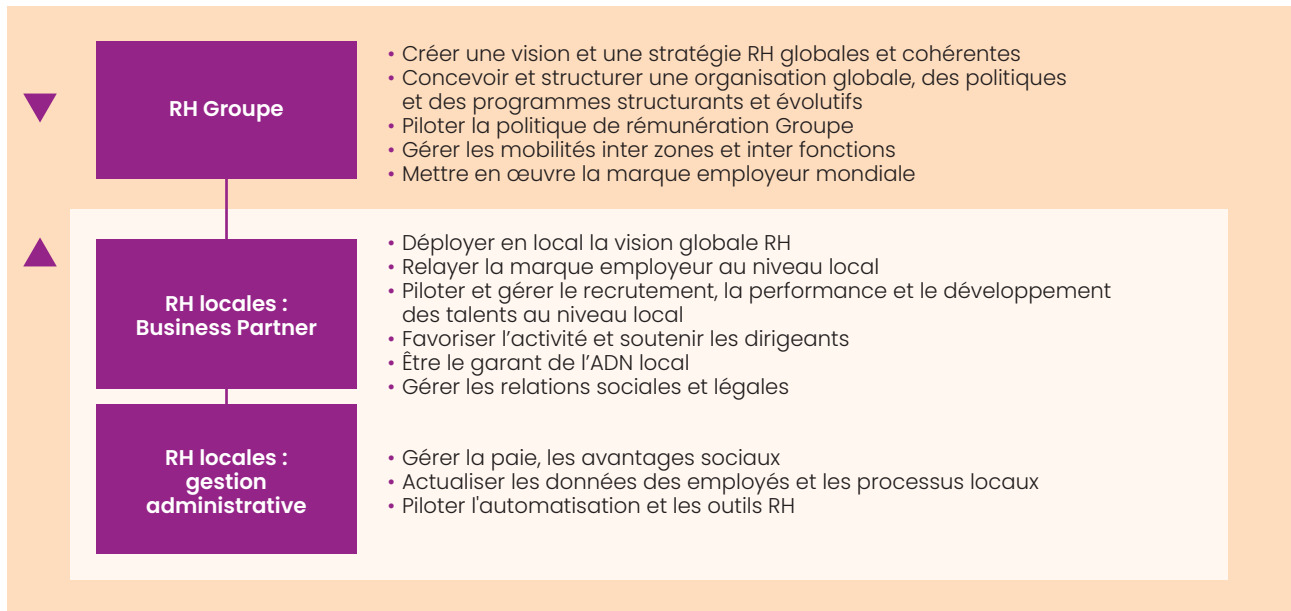 RH Groupe
• Créer une vision et une stratégie RH globales et cohérentes
• Concevoir et structurer une organisation globale, des politiques
et des programmes structurants et évolutifs
• Piloter la politique de rémunération Groupe
• Gérer les mobilités inter zones et inter fonctions
• Mettre en œuvre la marque employeur mondiale
RH locales :
Business Partner
• Déployer en local la vision globale RH
• Relayer la marque employeur au niveau local
• Piloter et gérer le recrutement, la performance et le développement
des talents au niveau local
• Favoriser l’activité et soutenir les dirigeants
• Être le garant de l’ADN local
• Gérer les relations sociales et légales
RH locales :
gestion
administrative
• Gérer la paie, les avantages sociaux
• Actualiser les données des employés et les processus locaux
• Piloter l'automatisation et les outils RH